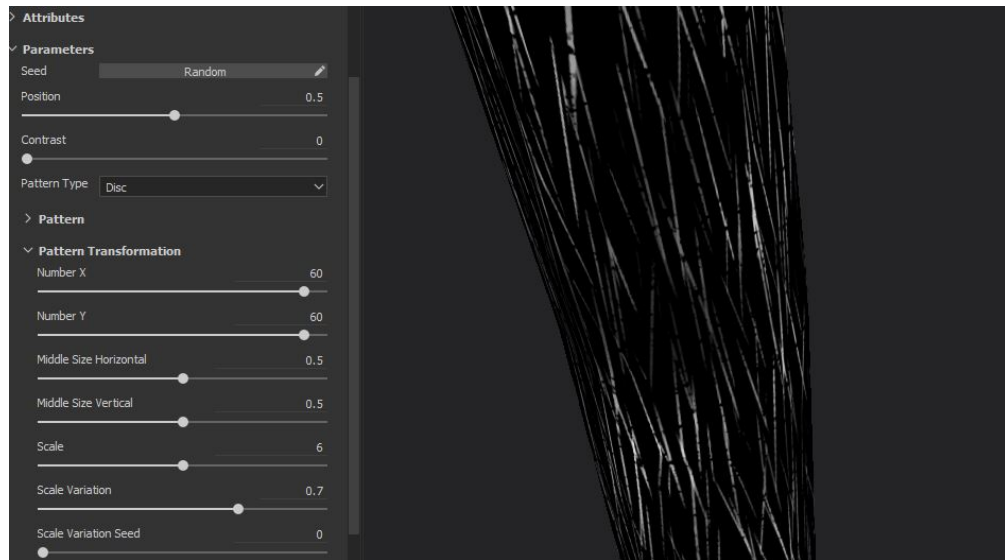 Attributes
Parameters
Seed Random
Position 0.5
Contrast 0
Pattern Type Disc
Pattern
Pattern Transformation
Number X 60
Number Y 60
Middle Size Horizontal 0.5
Middle Size Vertical 0.5
Scale 6
Scale Variation 0.7
Scale Variation Seed 0